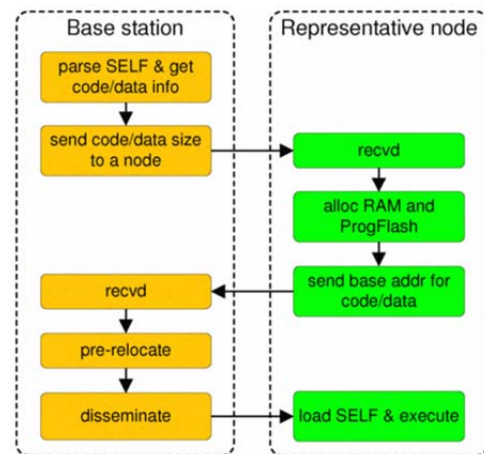 Base station
Representative node
parse SELF & get
code/data info
send code/data size
to a node
recvd
alloc RAM and
ProgFlash
send base addr for
code/data
recvd
pre-relocate
disseminate
load SELF & execute